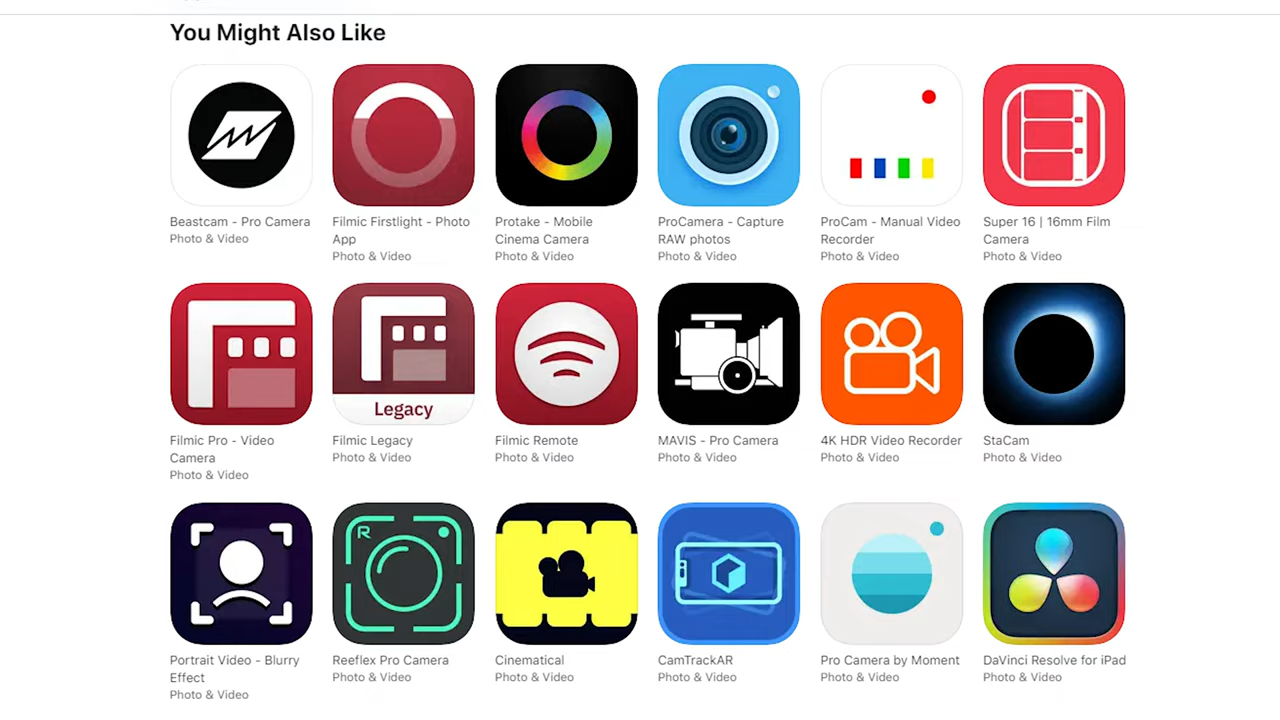 You Might Also Like
Beastcam - Pro Camera
Photo & Video
Filmic Firstlight - Photo
App
Photo & Video
Protake - Mobile
Cinema Camera
Photo & Video
ProCamera - Capture
RAW photos
Photo & Video
ProCam - Manual Video
Recorder
Photo & Video
Super 16 | 16mm Film
Camera
Photo & Video
Filmic Pro - Video
Camera
Photo & Video
Legacy
Filmic Legacy
Photo & Video
Filmic Remote
Photo & Video
MAVIS - Pro Camera
Photo & Video
4K HDR Video Recorder
Photo & Video
StaCam
Photo & Video
Portrait Video - Blurry
Effect
Photo & Video
R
Reeflex Pro Camera
Photo & Video
Cinematical
Photo & Video
CamTrackAR
Photo & Video
Pro Camera by Moment
Photo & Video
DaVinci Resolve for iPad
Photo & Video